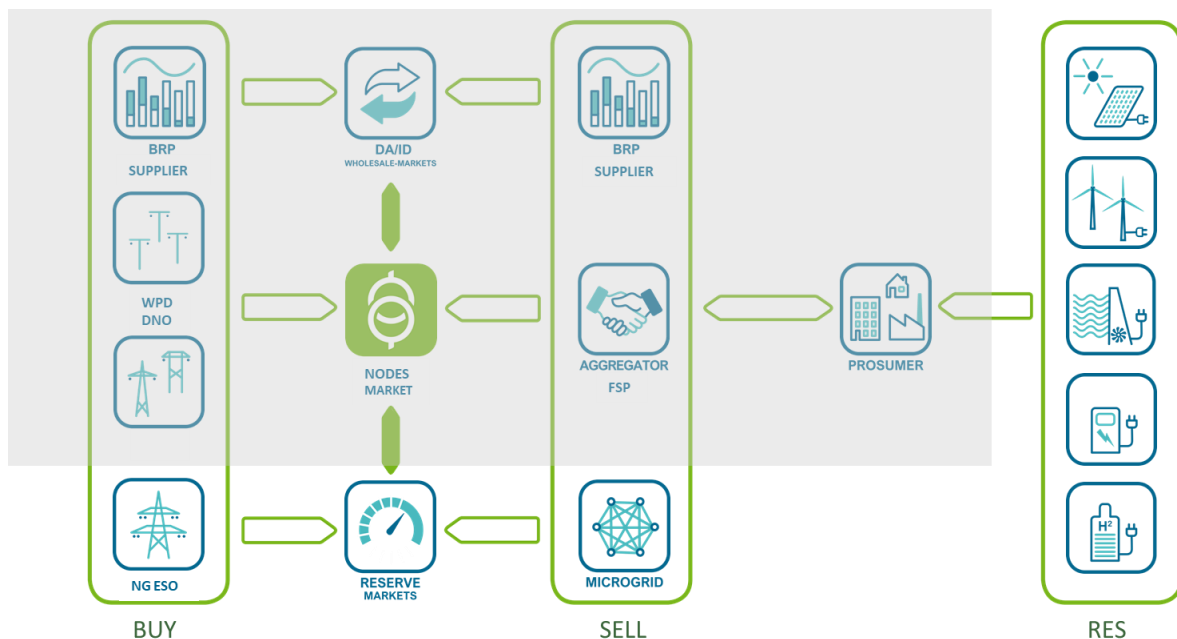 BRP
SUPPLIER
WPD
DNO
NG ESO
BUY
DA/ID
WHOLESALE-MARKETS
NODES
MARKET
RESERVE
MARKETS
BRP
SUPPLIER
AGGREGATOR
FSP
MICROGRID
SELL
PROSUMER
H²
RES